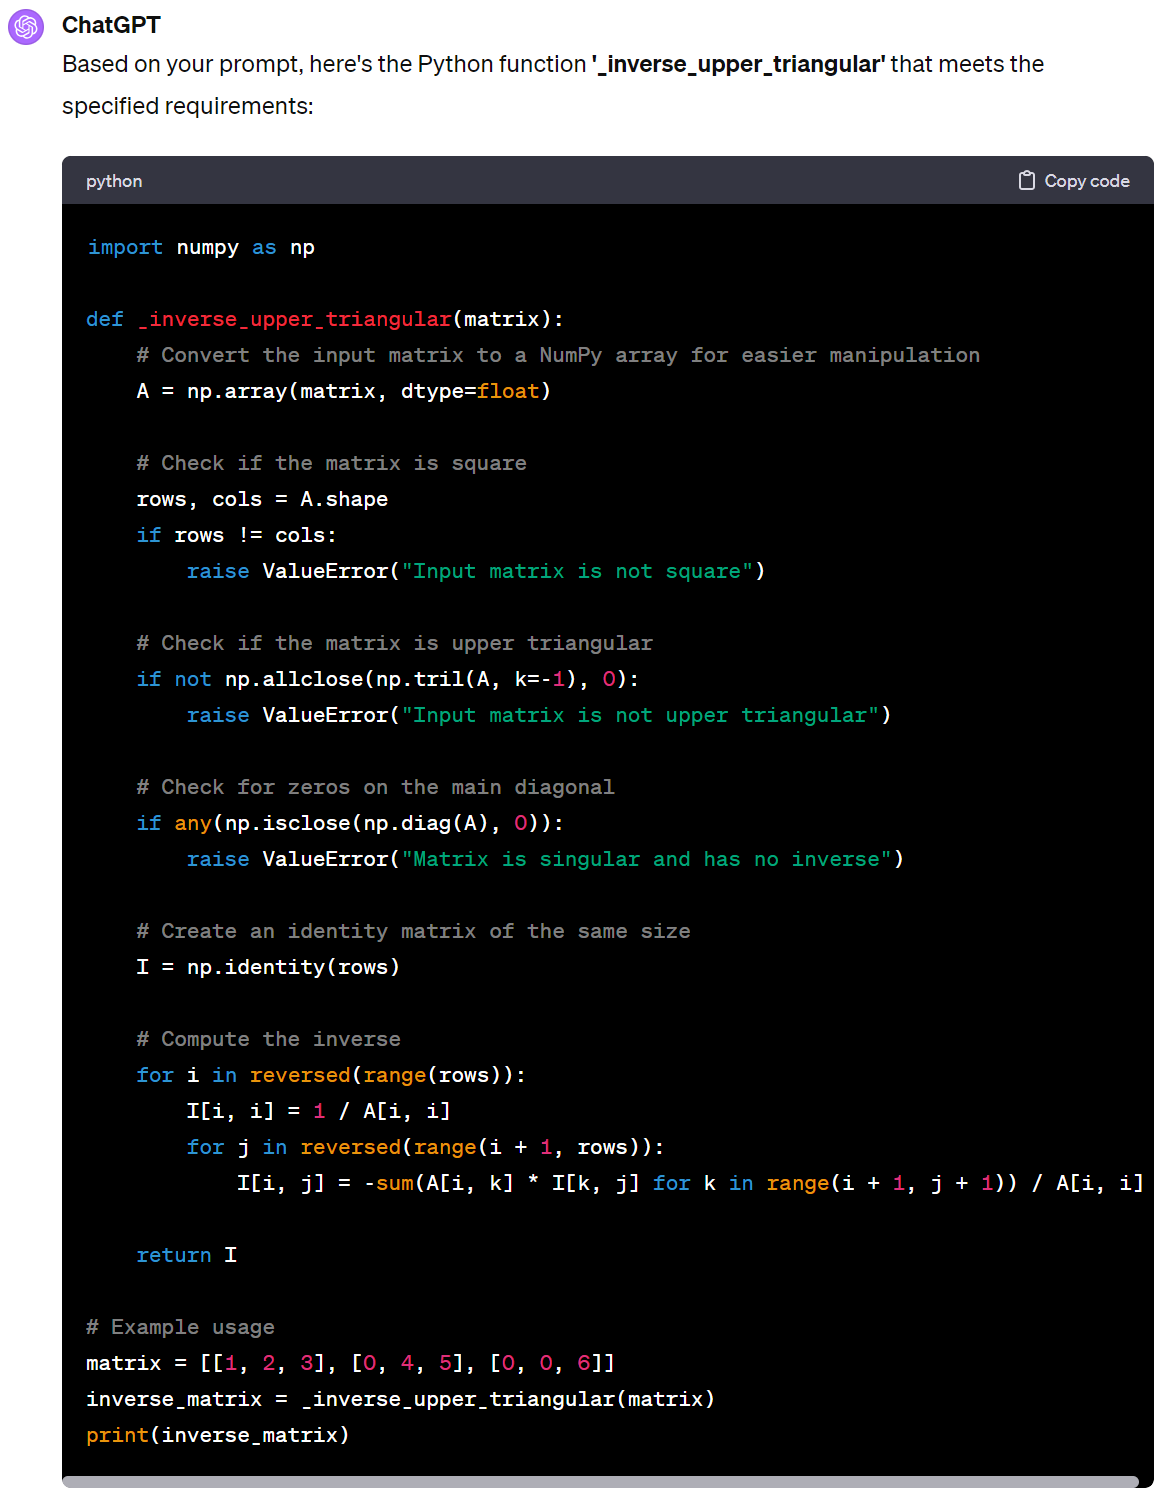 ChatGPT
Based on your prompt, here's the Python function '_inverse_upper_triangular' that meets the
specified requirements:
python
Copy code
import numpy as np
def _inverse_upper_triangular(matrix):
    # Convert the input matrix to a NumPy array for easier manipulation
    A = np.array(matrix, dtype=float)
    # Check if the matrix is square
    rows, cols = A.shape
    if rows != cols:
        raise ValueError("Input matrix is not square")
    # Check if the matrix is upper triangular
    if not np.allclose(np.tril(A, k=-1), 0):
        raise ValueError("Input matrix is not upper triangular")
    # Check for zeros on the main diagonal
    if any(np.isclose(np.diag(A), 0)):
        raise ValueError("Matrix is singular and has no inverse")
    # Create an identity matrix of the same size
    I = np.identity(rows)
    # Compute the inverse
    for i in reversed(range(rows)):
        I[i, i] = 1 / A[i, i]
        for j in reversed(range(i + 1, rows)):
            I[i, j] = -sum(A[i, k] * I[k, j] for k in range(i + 1, j + 1)) / A[i, i]
    return I
# Example usage
matrix = [[1, 2, 3], [0, 4, 5], [0, 0, 6]]
inverse_matrix = _inverse_upper_triangular(matrix)
print(inverse_matrix)